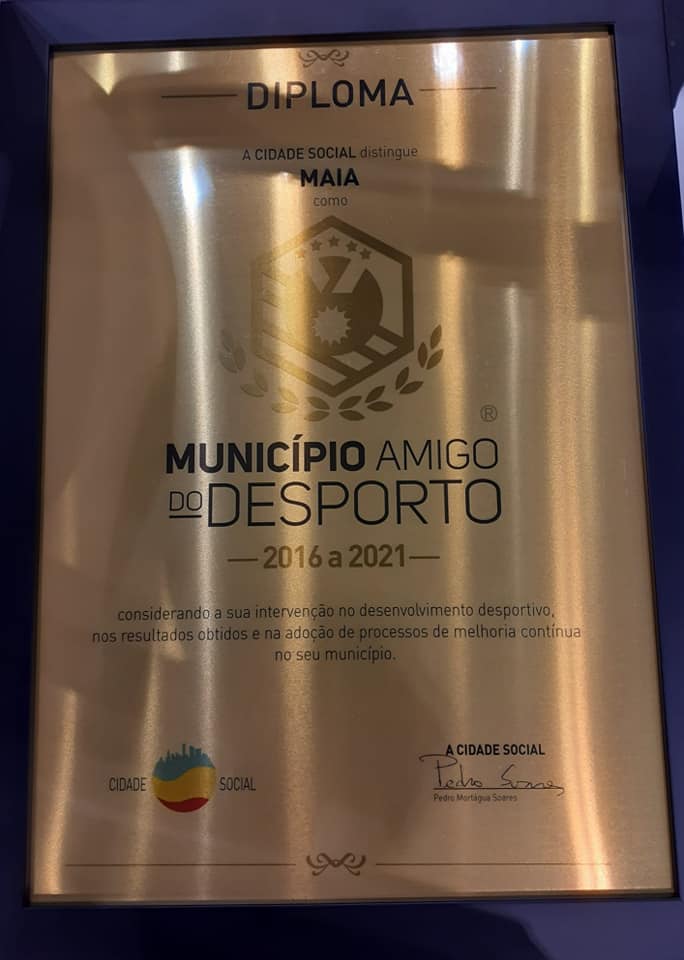 DIPLOMA
A CIDADE SOCIAL distingue
MAIA
como
®
MUNICÍPIO AMIGO
DO DESPORTO
2016 a 2021
considerando a sua intervenção no desenvolvimento desportivo,
nos resultados obtidos e na adoção de processos de melhoria contínua
no seu município.
CIDADE SOCIAL
A CIDADE SOCIAL
Pedro Soares
Pedro Mortágua Soares